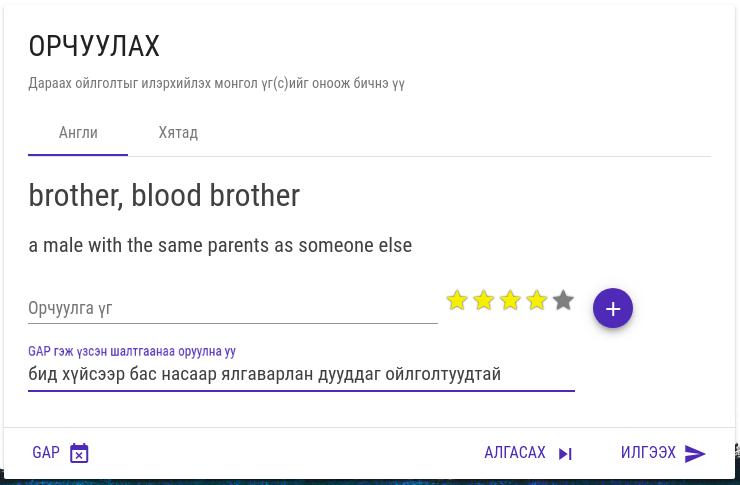 ОРЧУУЛАХ
Дараах ойлголтыг илэрхийлэх монгол үг(с)ийг оноож бичнэ үү
Англи Хятад
brother, blood brother
a male with the same parents as someone else
Орчуулга үг
GAP гэж үзсэн шалтгаанаа оруулна уу
бид хүйсээр бас насаар ялгаварлан дууддаг ойлголтуудтай
GAP АЛГАСАХ ИЛГЭЭХ